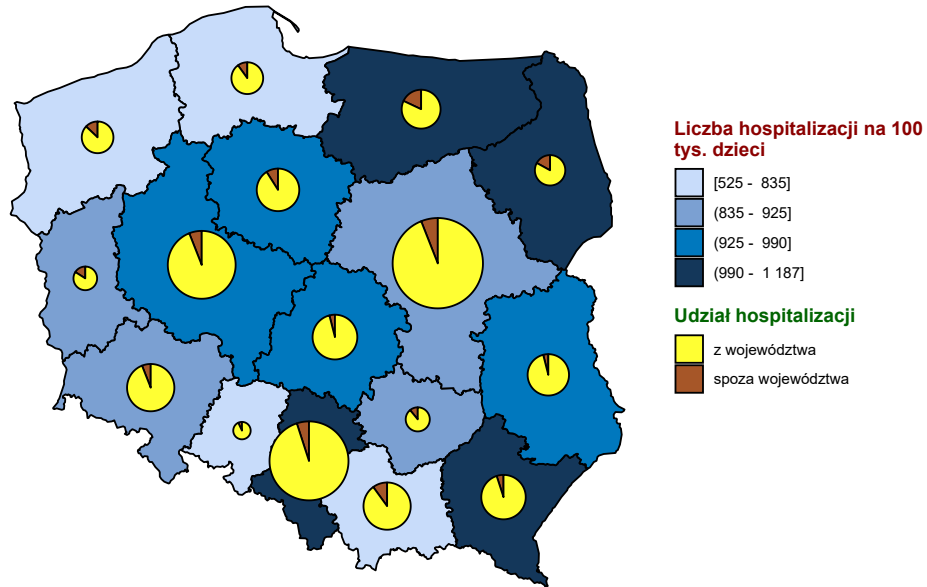 Liczba hospitalizacji na 100
tys. dzieci
[525 - 835]
(835 - 925]
(925 - 990]
(990 - 1 187]
Udział hospitalizacji
z województwa
spoza województwa